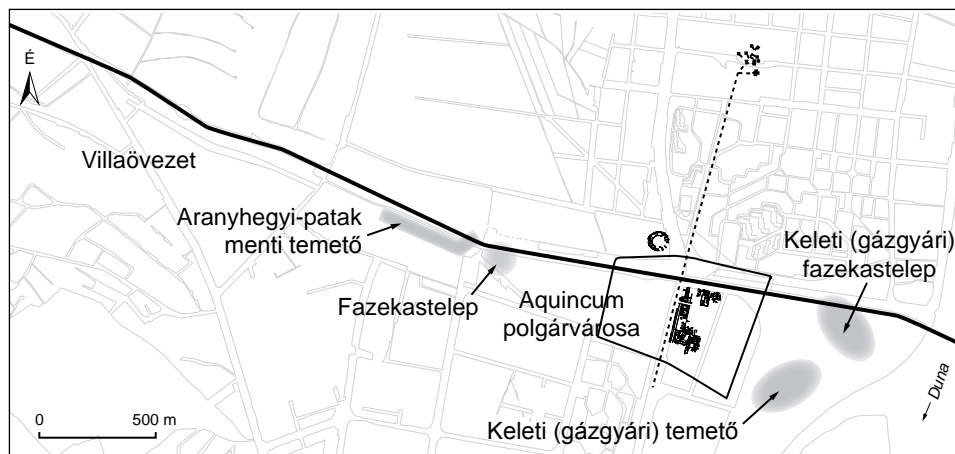 É
Villaövezet
Aranyhegyi-patak
menti temető
Fazekastelep
Aquincum
polgárvárosa
Keleti (gázgyári)
fazekastelep
Keleti (gázgyári) temető
← Duna
0 500 m